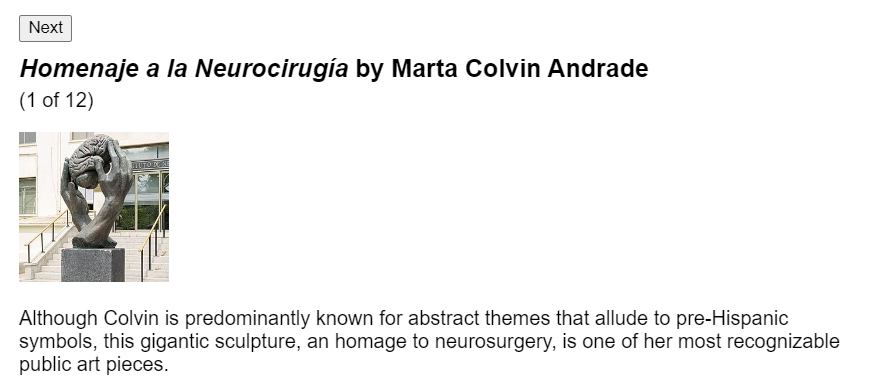 Next
Homenaje a la Neurocirugía by Marta Colvin Andrade
(1 of 12)
Although Colvin is predominantly known for abstract themes that allude to pre-Hispanic
symbols, this gigantic sculpture, an homage to neurosurgery, is one of her most recognizable
public art pieces.